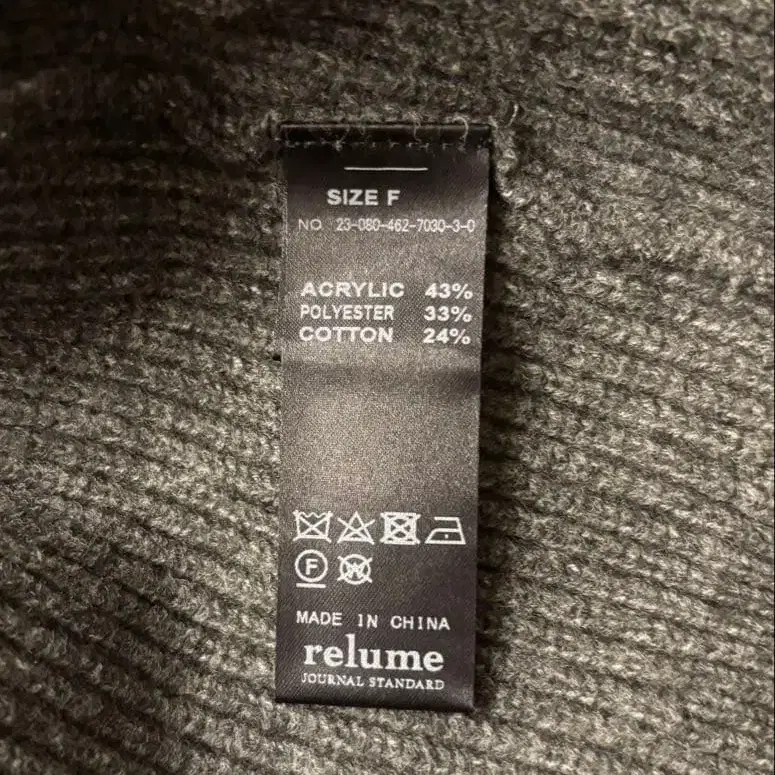 SIZE F
NO. 23-080-462-7030-3-0
ACRYLIC 43%
POLYESTER 33%
COTTON 24%
F W
MADE IN CHINA
relume
JOURNAL STANDARD